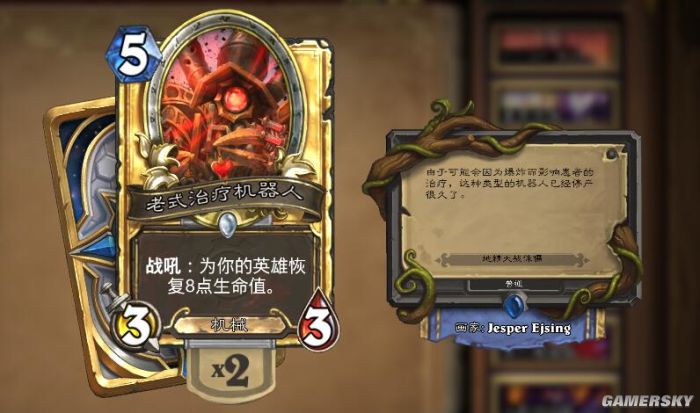 5
老式治疗机器人
战吼：为你的英雄恢
复8点生命值。
3
机械
3
x2
由于可能会因为爆炸而影响患者的
治疗，这种类型的机器人已经停产
很久了。
地精大战侏儒
普通
画家: Jesper Ejsing
GAMERSKY